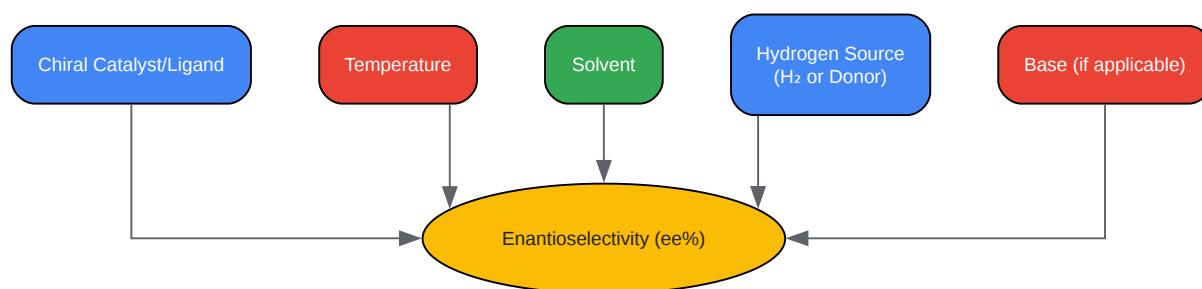 Chiral Catalyst/Ligand
Temperature
Solvent
Hydrogen Source
(H₂ or Donor)
Base (if applicable)
Enantioselectivity (ee%)